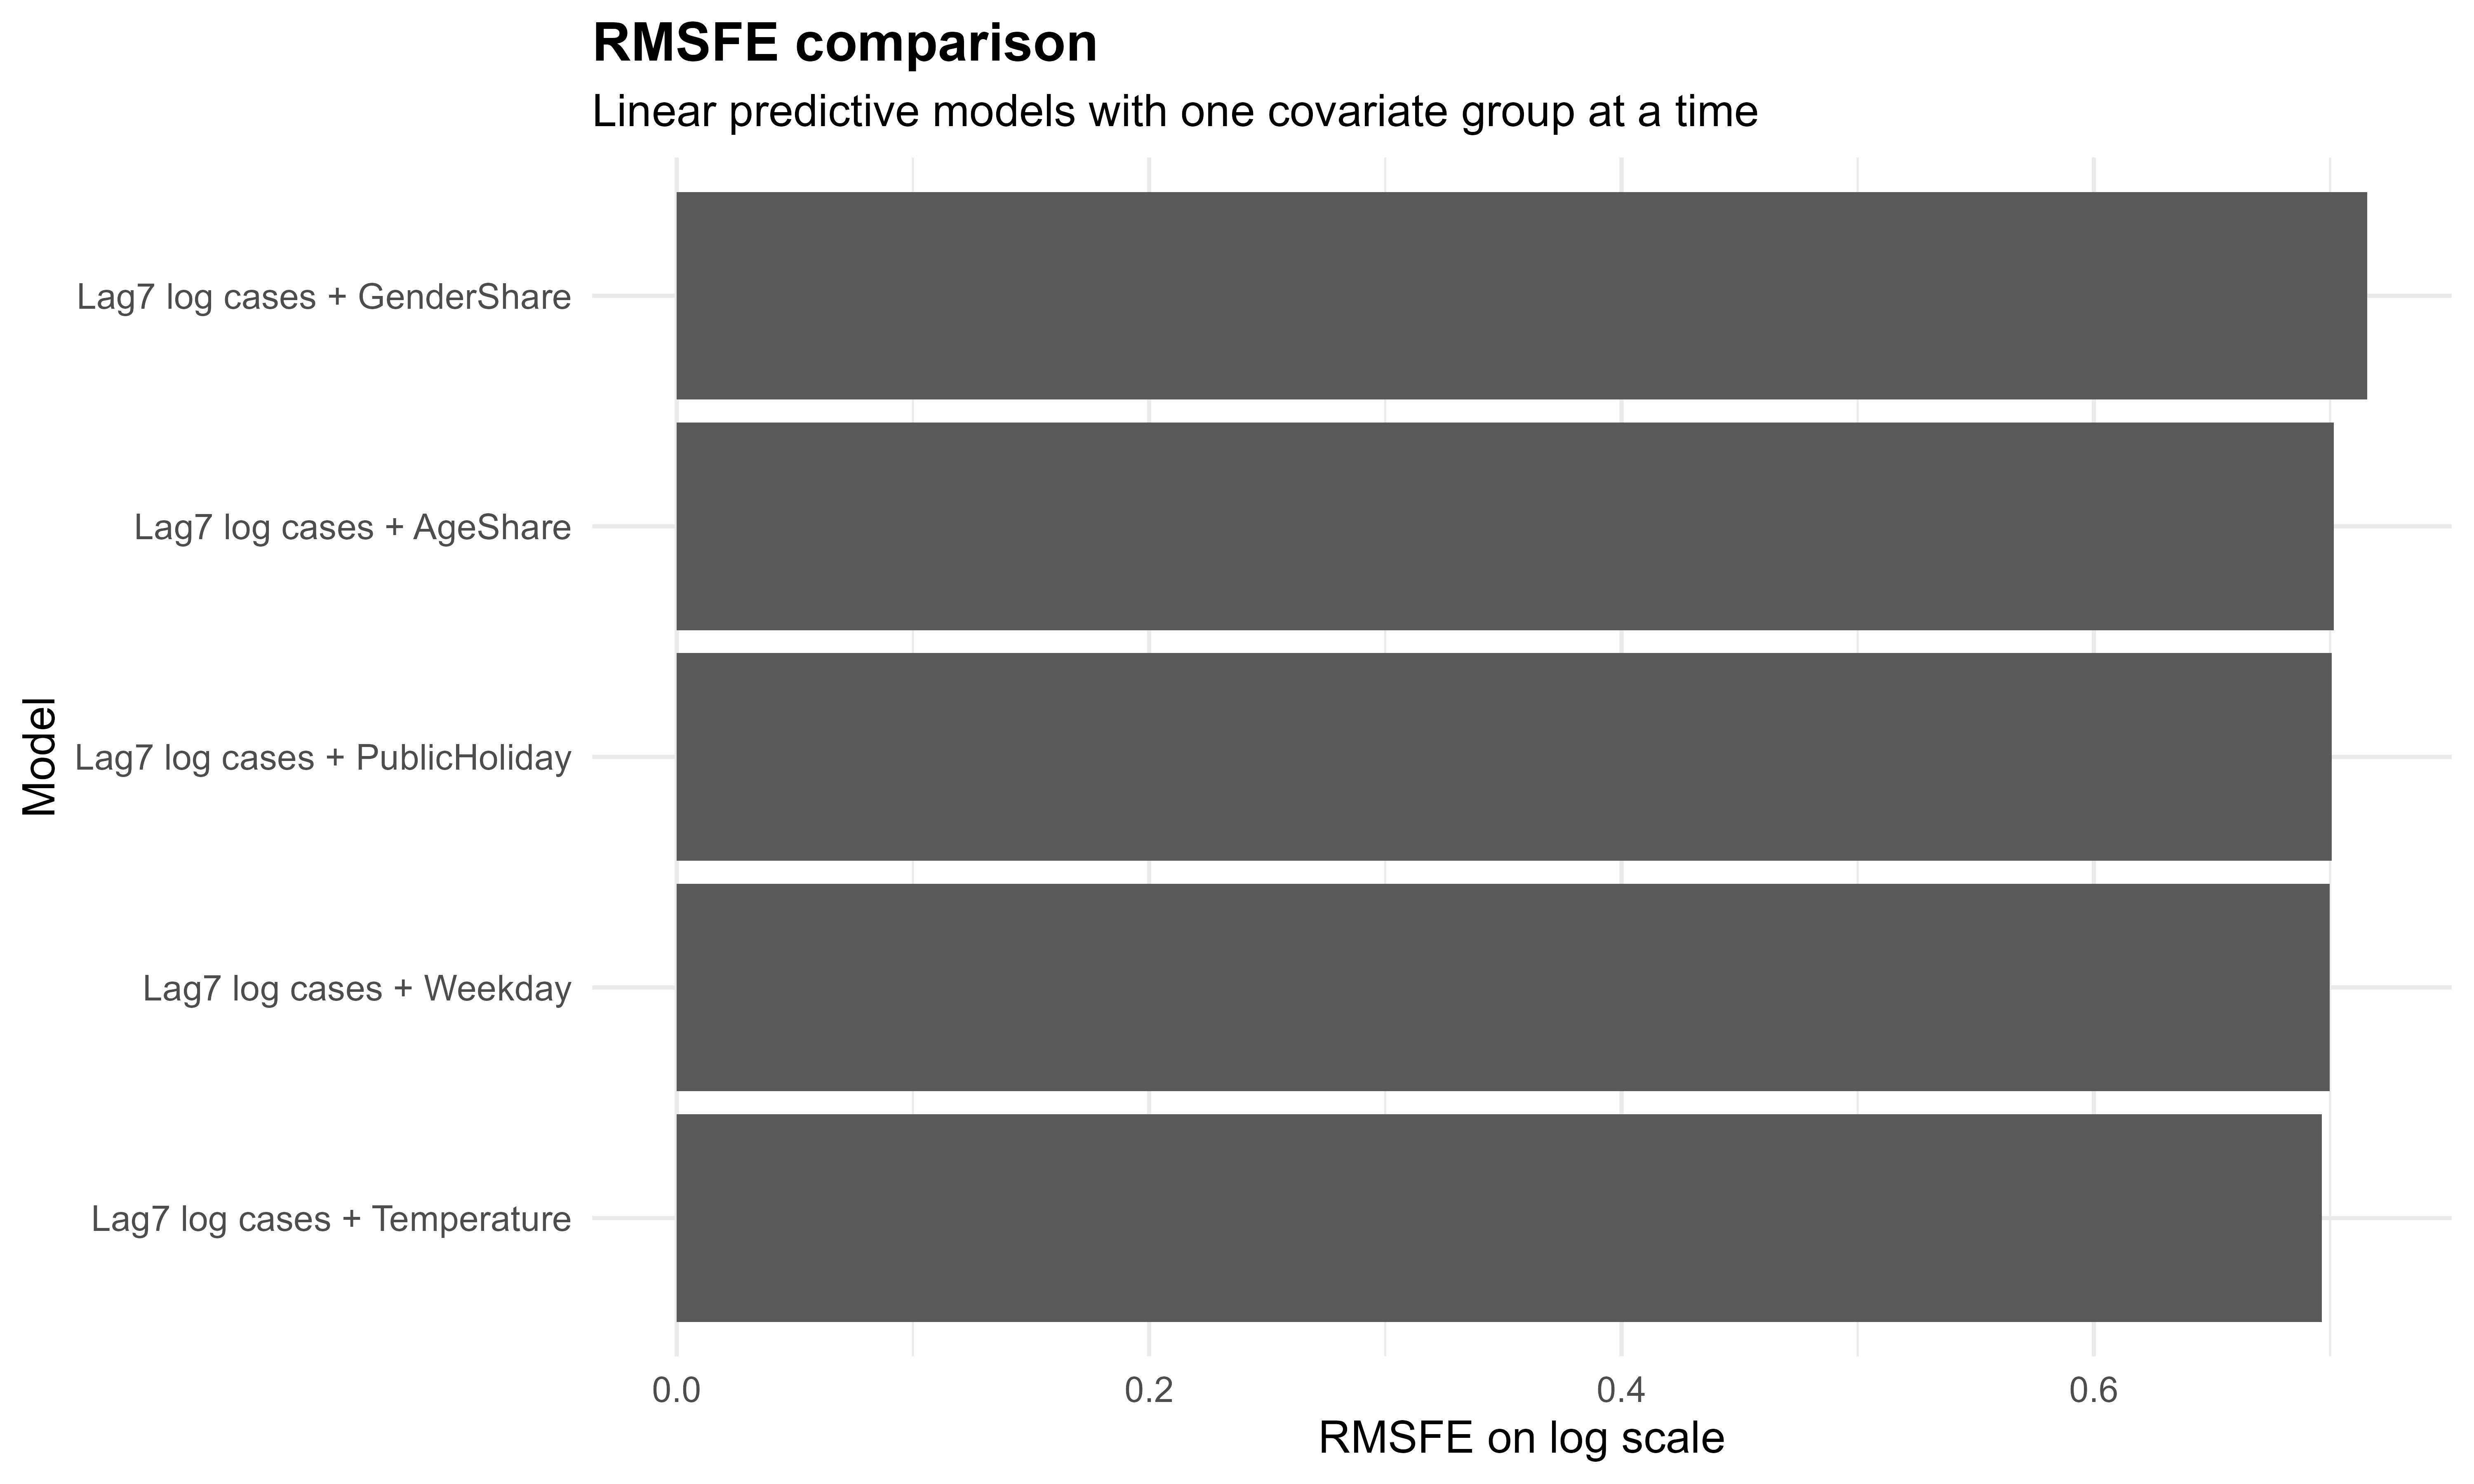 RMSFE comparison
Linear predictive models with one covariate group at a time
Model
Lag7 log cases + GenderShare
Lag7 log cases + AgeShare
Lag7 log cases + PublicHoliday
Lag7 log cases + Weekday
Lag7 log cases + Temperature
0.0 0.2 0.4 0.6
RMSFE on log scale